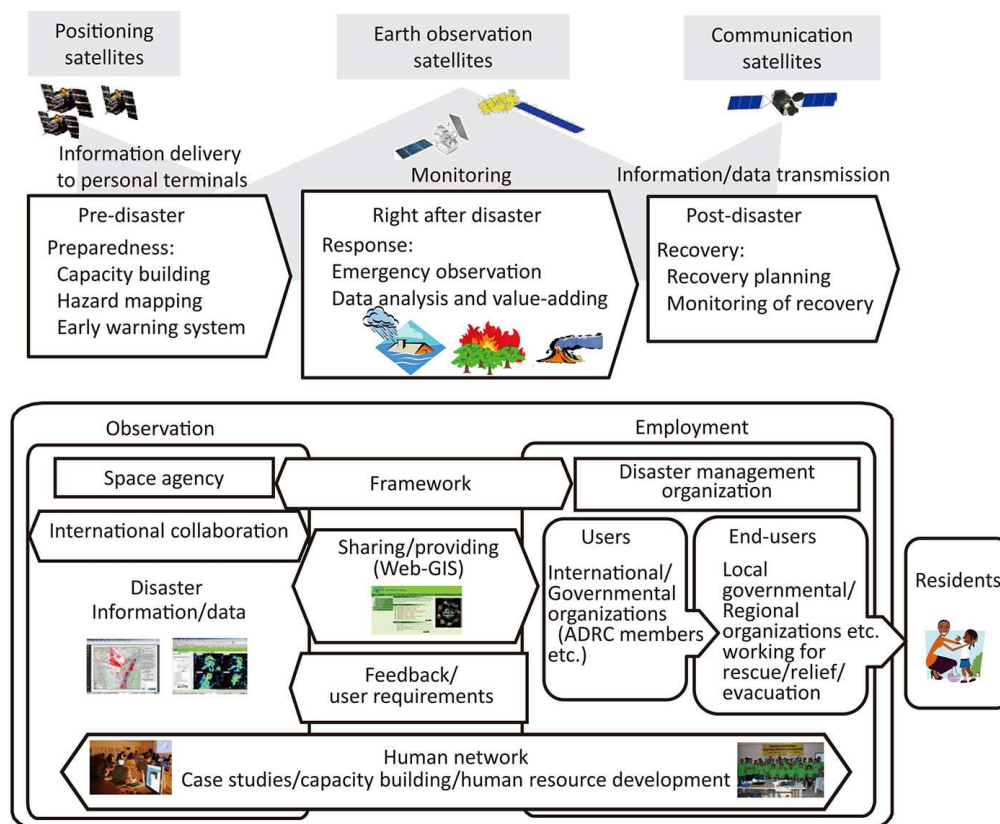 Positioning
satellites
Earth observation
satellites
Communication
satellites
Information delivery
to personal terminals
Monitoring
Information/data transmission
Pre-disaster
Preparedness:
Capacity building
Hazard mapping
Early warning system
Right after disaster
Response:
Emergency observation
Data analysis and value-adding
Post-disaster
Recovery:
Recovery planning
Monitoring of recovery
Observation
Employment
Space agency
Framework
Disaster management
organization
International collaboration
Sharing/providing
(Web-GIS)
Disaster
Information/data
Feedback/
user requirements
Users
International/
Governmental
organizations
(ADRC members
etc.)
End-users
Local
governmental/
Regional
organizations etc.
working for
rescue/relief/
evacuation
Residents
Human network
Case studies/capacity building/human resource development